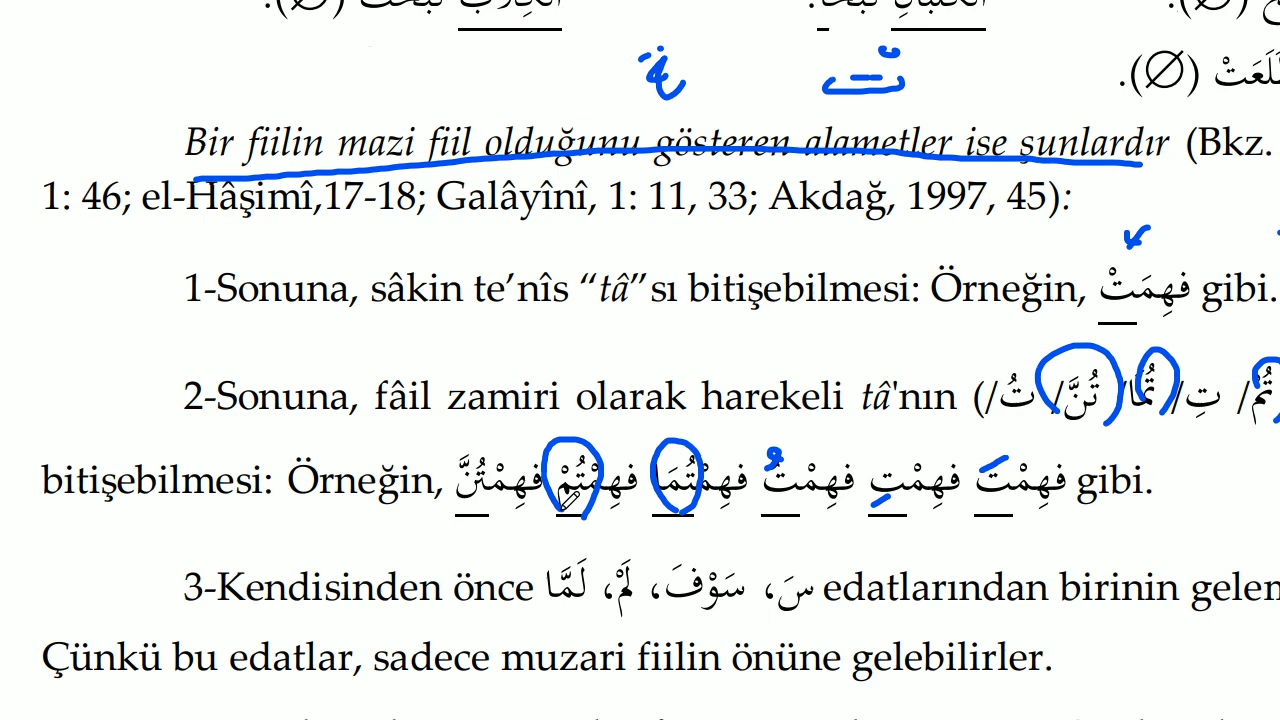 طَلَعَتْ (∅).
Bir fiilin mazi fiil olduğunu gösteren alametler ise şunlardır (Bkz.
1: 46; el-Hâşimî,17-18; Galâyînî, 1: 11, 33; Akdağ, 1997, 45):
1-Sonuna, sâkin te’nîs “tâ”sı bitişebilmesi: Örneğin, فهِمَتْ gibi.
2-Sonuna, fâil zamiri olarak harekeli tâ'nın (/تُ /تُنَّ /تُمَا /تِ /تُمْ
bitişebilmesi: Örneğin, فهِمْتَ فهِمْتِ فهِمْتُ فهِمْتُمَا فهِمْتُمْ فهِمْتُنَّ gibi.
3-Kendisinden önce سَ، سَوْفَ، لَمْ، لَمَّا edatlarından birinin
Çünkü bu edatlar, sadece muzari fiilin önüne gelebilirler.